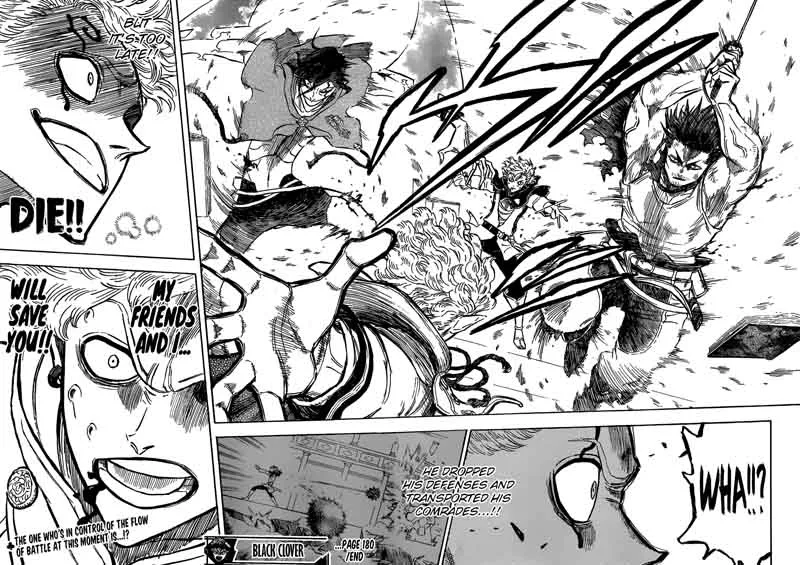 WHA!!?
HE DROPPED
HIS DEFENSES AND
TRANSPORTED HIS
COMRADES....!!
BUT
IT'S TOO
LATE!!
DIE!!
MY
FRIENDS
AND I...
WILL
SAVE
YOU!!
THE ONE WHO'S IN CONTROL OF THE FLOW
OF BATTLE AT THIS MOMENT IS...!?
BLACK CLOVER
...PAGE 180
/END